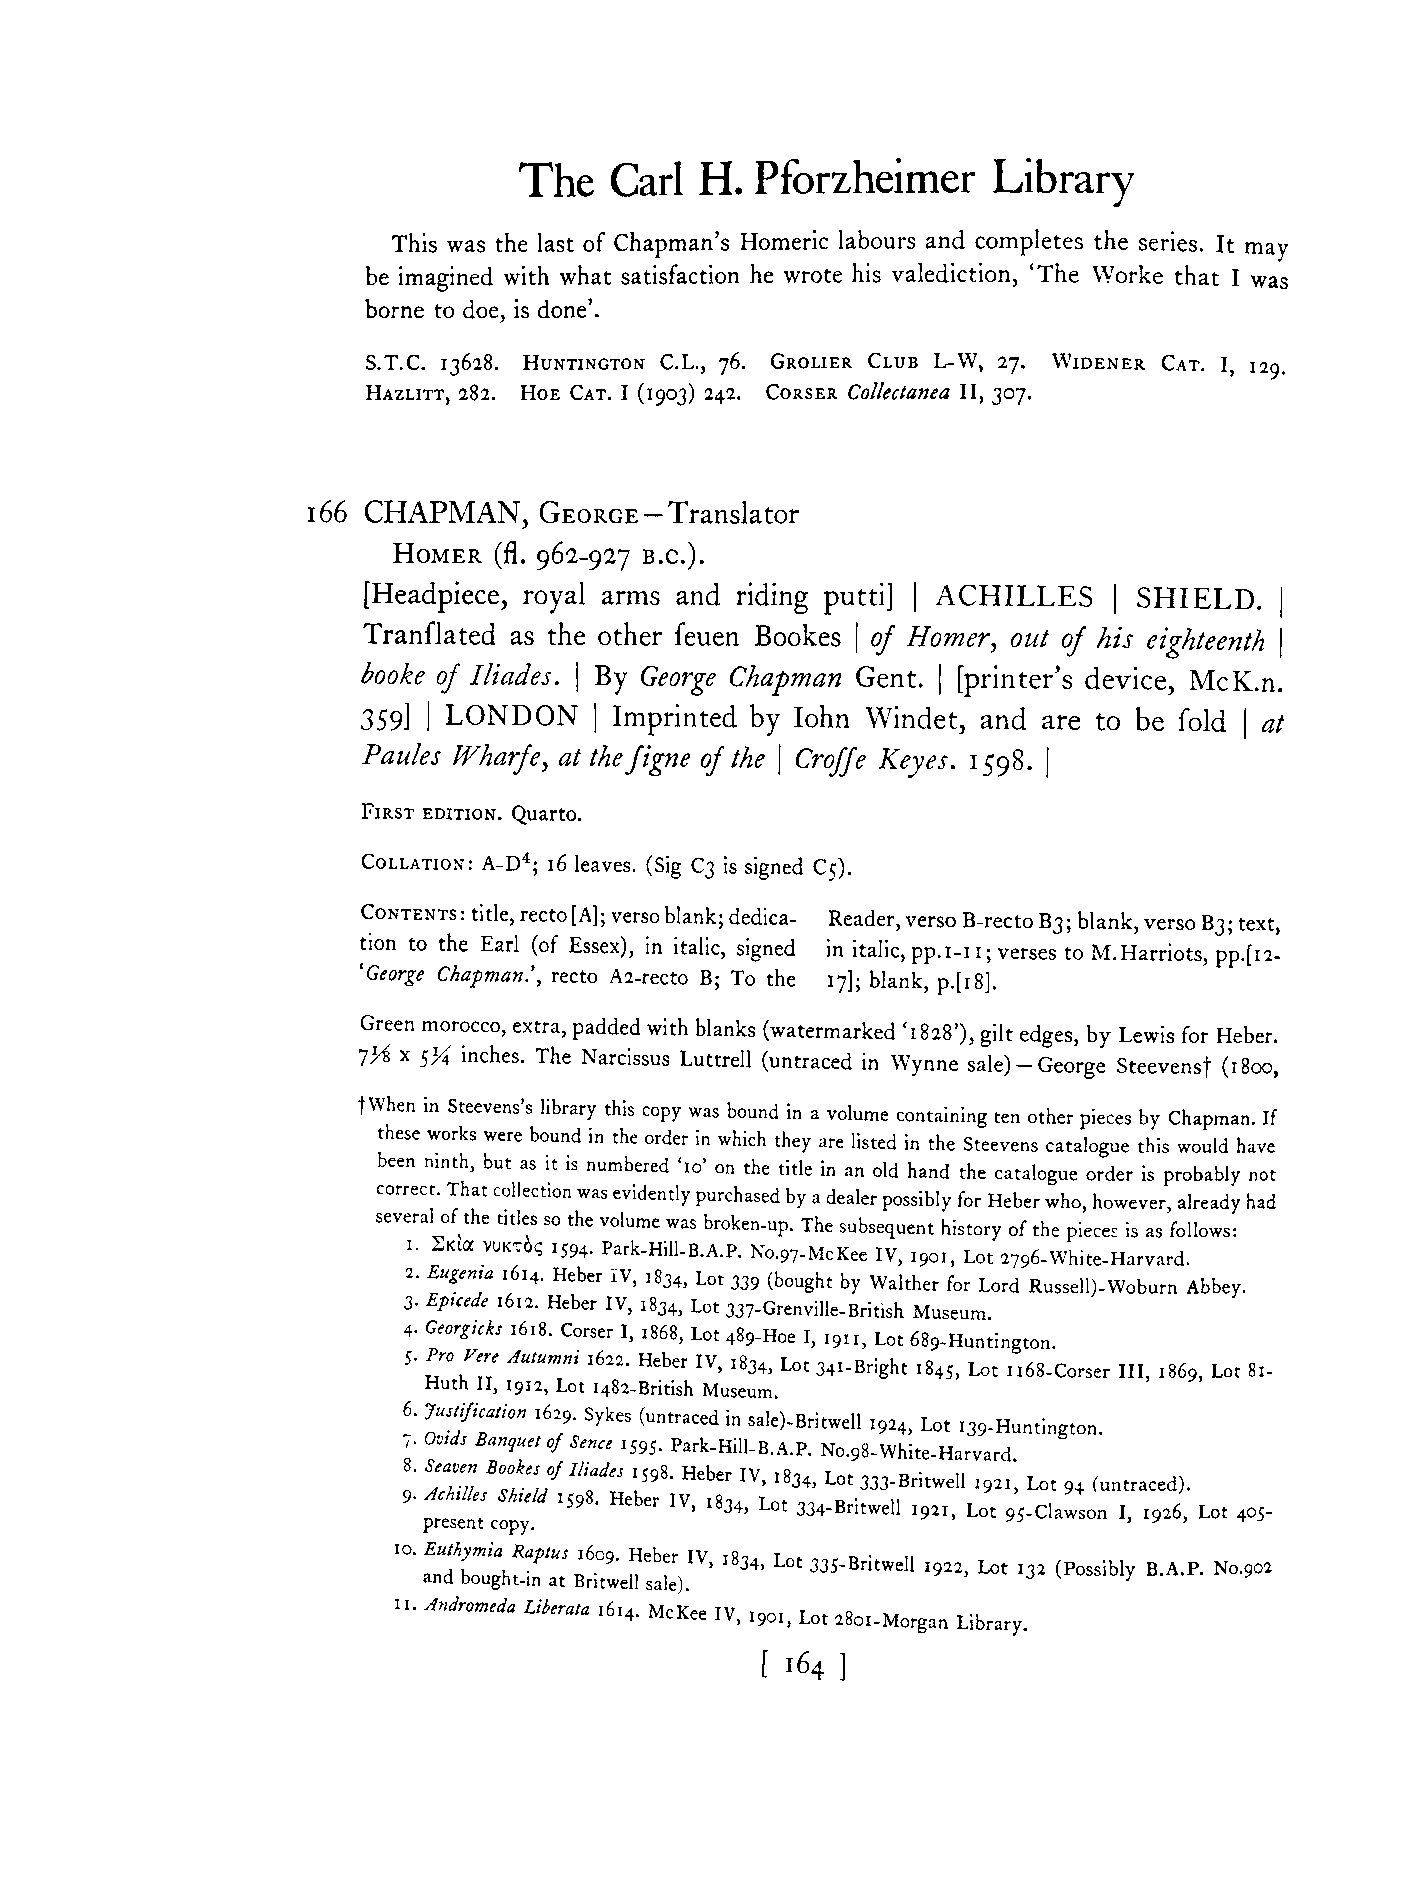 The Carl H. Pforzheimer Library
This was the last of Chapman's Homeric labours and completes the series. It may
be imagined with what satisfaction he wrote his valediction, 'The Worke that I was
borne to doe, is done'.
S.T.C. 13628. Huntington C.L., 76. Grolier Club L-W, 27. Widener Cat. I, 129.
Hazlitt, 282. Hoe Cat. I (1903) 242. Corser Collectanea II, 307.
166 CHAPMAN, George—Translator
Homer (fl. 962-927 B.C.).
[Headpiece, royal arms and riding putti] | ACHILLES | SHIELD. |
Tranſlated as the other ſeuen Bookes | of Homer, out of his eighteenth |
booke of Iliades. | By George Chapman Gent. | [printer's device, McK.n.
359] | LONDON | Imprinted by Iohn Windet, and are to be ſold | at
Paules Wharfe, at the ſigne of the | Croſſe Keyes. 1598. |
First edition. Quarto.
Collation: A-D⁴; 16 leaves. (Sig C3 is signed C5).
Contents: title, recto [A]; verso blank; dedica-
tion to the Earl (of Essex), in italic, signed
'George Chapman.', recto A2-recto B; To the
Reader, verso B-recto B3; blank, verso B3; text,
in italic, pp.1-11; verses to M.Harriots, pp.[12-
17]; blank, p.[18].
Green morocco, extra, padded with blanks (watermarked '1828'), gilt edges, by Lewis for Heber.
7⅛ x 5¼ inches. The Narcissus Luttrell (untraced in Wynne sale)—George Steevens† (1800,
†When in Steevens's library this copy was bound in a volume containing ten other pieces by Chapman. If
these works were bound in the order in which they are listed in the Steevens catalogue this would have
been ninth, but as it is numbered '10' on the title in an old hand the catalogue order is probably not
correct. That collection was evidently purchased by a dealer possibly for Heber who, however, already had
several of the titles so the volume was broken-up. The subsequent history of the pieces is as follows:
1. Σκὶα νυκτὸς 1594. Park-Hill-B.A.P. No.97-McKee IV, 1901, Lot 2796-White-Harvard.
2. Eugenia 1614. Heber IV, 1834, Lot 339 (bought by Walther for Lord Russell)-Woburn Abbey.
3. Epicede 1612. Heber IV, 1834, Lot 337-Grenville-British Museum.
4. Georgicks 1618. Corser I, 1868, Lot 489-Hoe I, 1911, Lot 689-Huntington.
5. Pro Vere Autumni 1622. Heber IV, 1834, Lot 341-Bright 1845, Lot 1168-Corser III, 1869, Lot 81-
Huth II, 1912, Lot 1482-British Museum.
6. Justification 1629. Sykes (untraced in sale)-Britwell 1924, Lot 139-Huntington.
7. Ovids Banquet of Sence 1595. Park-Hill-B.A.P. No.98-White-Harvard.
8. Seaven Bookes of Iliades 1598. Heber IV, 1834, Lot 333-Britwell 1921, Lot 94 (untraced).
9. Achilles Shield 1598. Heber IV, 1834, Lot 334-Britwell 1921, Lot 95-Clawson I, 1926, Lot 405-
present copy.
10. Euthymia Raptus 1609. Heber IV, 1834, Lot 335-Britwell 1922, Lot 132 (Possibly B.A.P. No.902
and bought-in at Britwell sale).
11. Andromeda Liberata 1614. McKee IV, 1901, Lot 2801-Morgan Library.
[ 164 ]